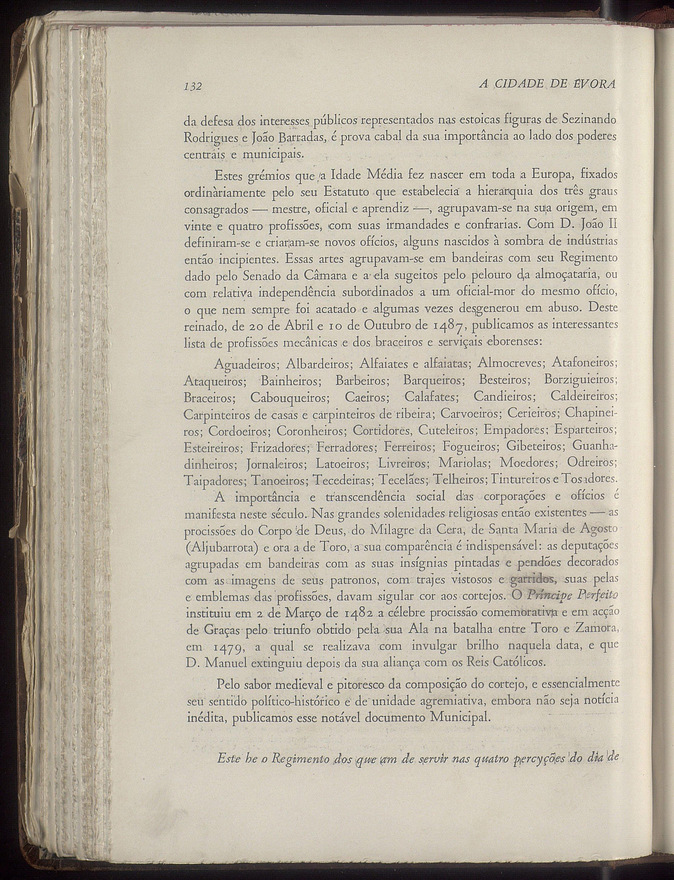 132 A CIDADE DE ÉVORA
da defesa dos interesses públicos representados nas estoicas figuras de Sezinando
Rodrigues e João Barradas, é prova cabal da sua importância ao lado dos poderes
centrais e municipais.
Estes grémios que a Idade Média fez nascer em toda a Europa, fixados
ordinàriamente pelo seu Estatuto que estabelecia a hierarquia dos três graus
consagrados — mestre, oficial e aprendiz —, agrupavam-se na sua origem, em
vinte e quatro profissões, com suas irmandades e confrarias. Com D. João II
definiram-se e criaram-se novos ofícios, alguns nascidos à sombra de indústrias
então incipientes. Essas artes agrupavam-se em bandeiras com seu Regimento
dado pelo Senado da Câmara e a ela sugeitos pelo pelouro da almoçataria, ou
com relativa independência subordinados a um oficial-mor do mesmo ofício,
o que nem sempre foi acatado e algumas vezes desgenerou em abuso. Deste
reinado, de 20 de Abril e 10 de Outubro de 1487, publicamos as interessantes
lista de profissões mecânicas e dos braceiros e serviçais eborenses:
Aguadeiros; Albardeiros; Alfaiates e alfaiatas; Almocreves; Atafoneiros;
Ataqueiros; Bainheiros; Barbeiros; Barqueiros; Besteiros; Borziguieiros;
Braceiros; Cabouqueiros; Caeiros; Calafates; Candieiros; Caldeireiros;
Carpinteiros de casas e carpinteiros de ribeira; Carvoeiros; Cerieiros; Chapinei-
ros; Cordoeiros; Coronheiros; Cortidores, Cuteleiros; Empadores; Esparteiros;
Esteireiros; Frizadores; Ferradores; Ferreiros; Fogueiros; Gibeteiros; Guanha-
dinheiros; Jornaleiros; Latoeiros; Livreiros; Mariolas; Moedores; Odreiros;
Taipadores; Tanoeiros; Tecedeiras; Tecelães; Telheiros; Tintureiros e Tosadores.
A importância e transcendência social das corporações e ofícios é
manifesta neste século. Nas grandes solenidades religiosas então existentes — as
procissões do Corpo de Deus, do Milagre da Cera, de Santa Maria de Agosto
(Aljubarrota) e ora a de Toro, a sua comparência é indispensável: as deputações
agrupadas em bandeiras com as suas insígnias pintadas e pendões decorados
com as imagens de seus patronos, com trajes vistosos e garridos, suas pelas
e emblemas das profissões, davam sigular cor aos cortejos. O Príncipe Perfeito
instituiu em 2 de Março de 1482 a célebre procissão comemorativa e em acção
de Graças pelo triunfo obtido pela sua Ala na batalha entre Toro e Zamora,
em 1479, a qual se realizava com invulgar brilho naquela data, e que
D. Manuel extinguiu depois da sua aliança com os Reis Católicos.
Pelo sabor medieval e pitoresco da composição do cortejo, e essencialmente
seu sentido político-histórico e de unidade agremiativa, embora não seja notícia
inédita, publicamos esse notável documento Municipal.
Este he o Regimento dos que am de servir nas quatro percyções do dia de